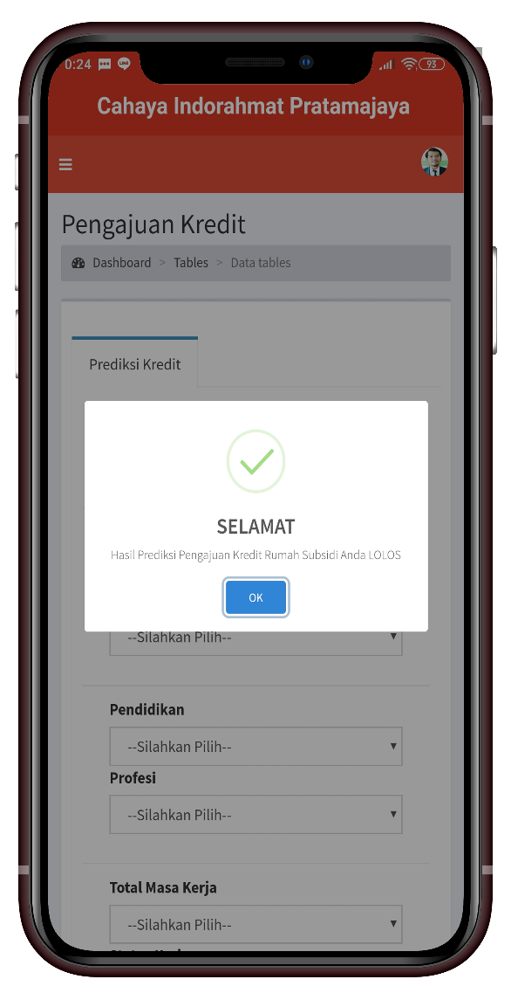 0:24
93
Cahaya Indorahmat Pratamajaya
Pengajuan Kredit
Dashboard > Tables > Data tables
Prediksi Kredit
SELAMAT
Hasil Prediksi Pengajuan Kredit Rumah Subsidi Anda LOLOS
OK
--Silahkan Pilih--
Pendidikan
--Silahkan Pilih--
Profesi
--Silahkan Pilih--
Total Masa Kerja
--Silahkan Pilih--